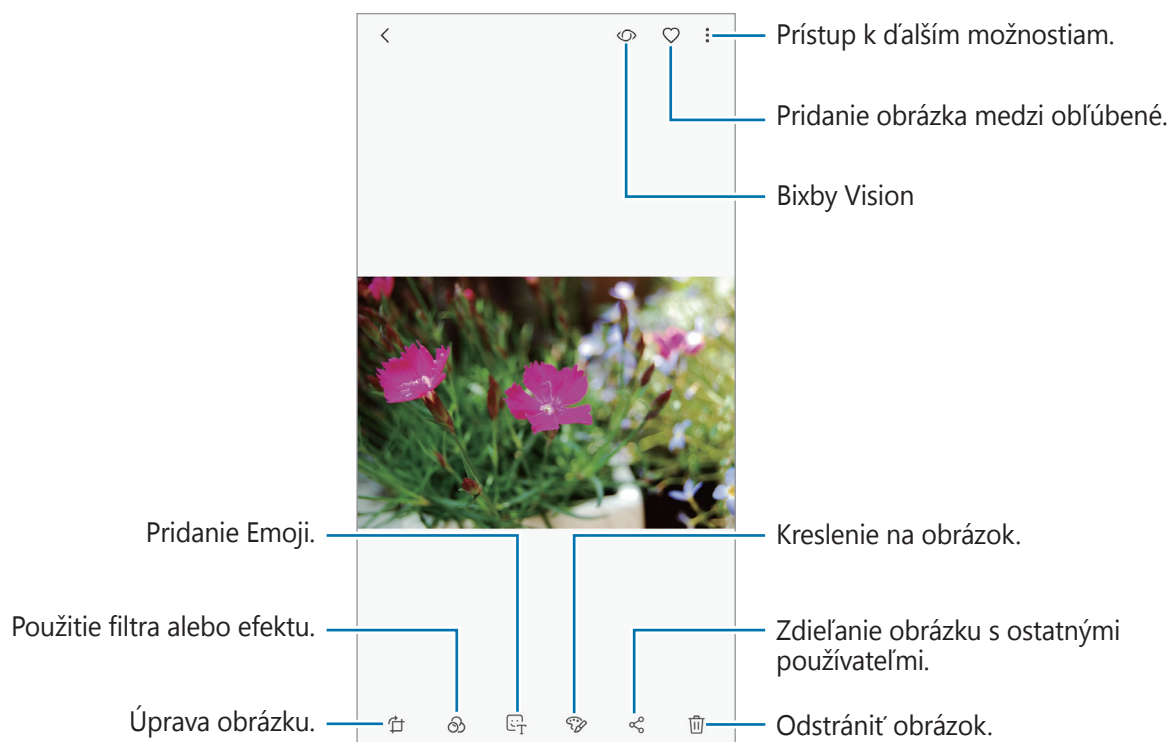 Prístup k ďalším možnostiam.
Pridanie obrázka medzi obľúbené.
Bixby Vision
Pridanie Emoji.
Kreslenie na obrázok.
Použitie filtra alebo efektu.
Zdieľanie obrázku s ostatnými
používateľmi.
Úprava obrázku.
Odstrániť obrázok.